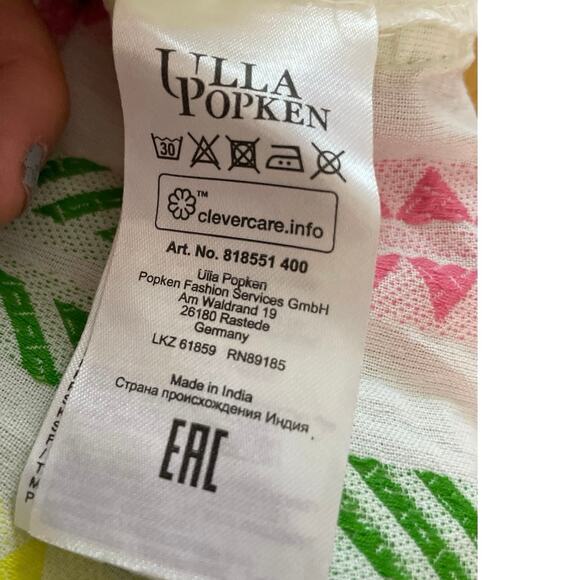 ULLA
POPKEN
30
™
clevercare.info
Art. No. 818551 400
Ulla Popken
Popken Fashion Services GmbH
Am Waldrand 19
26180 Rastede
Germany
LKZ 61859 RN89185
Made in India
Страна происхождения Индия
EAC